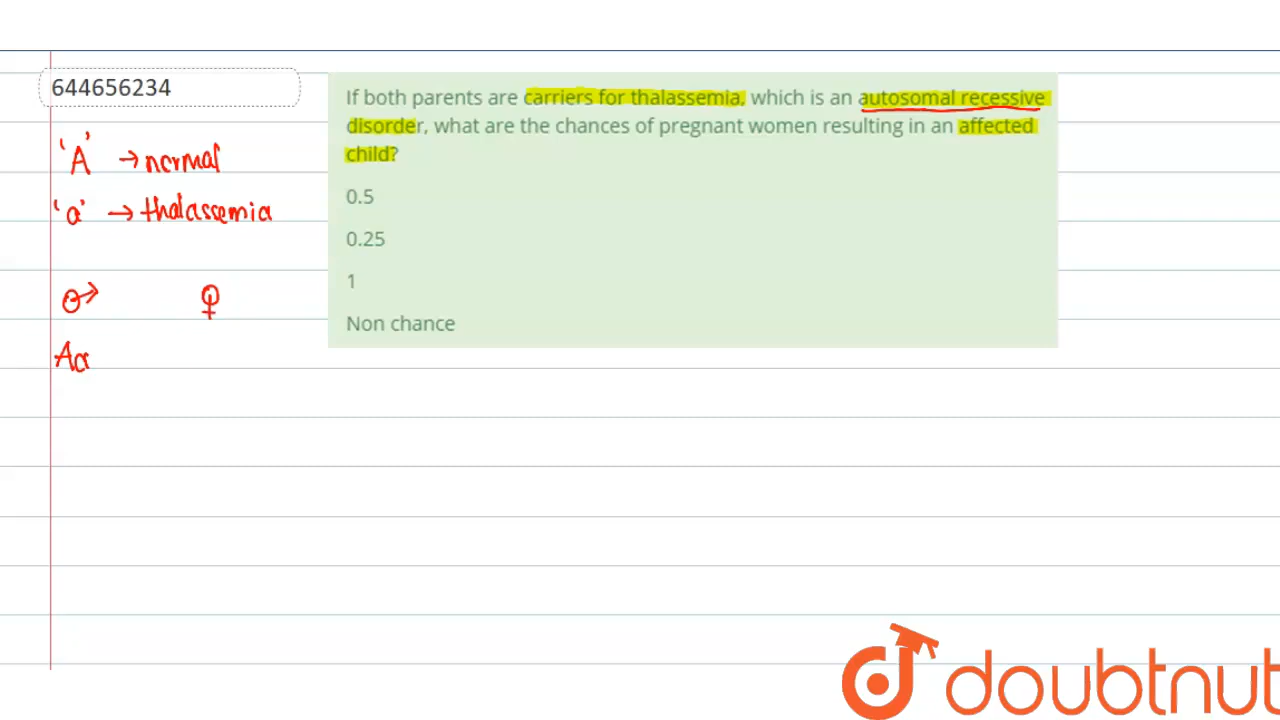 644656234
If both parents are carriers for thalassemia, which is an autosomal recessive
disorder, what are the chances of pregnant women resulting in an affected
child?
0.5
0.25
1
Non chance
'A' → normal
'a' → thalassemia
♂ ♀
Aa
doubtnut